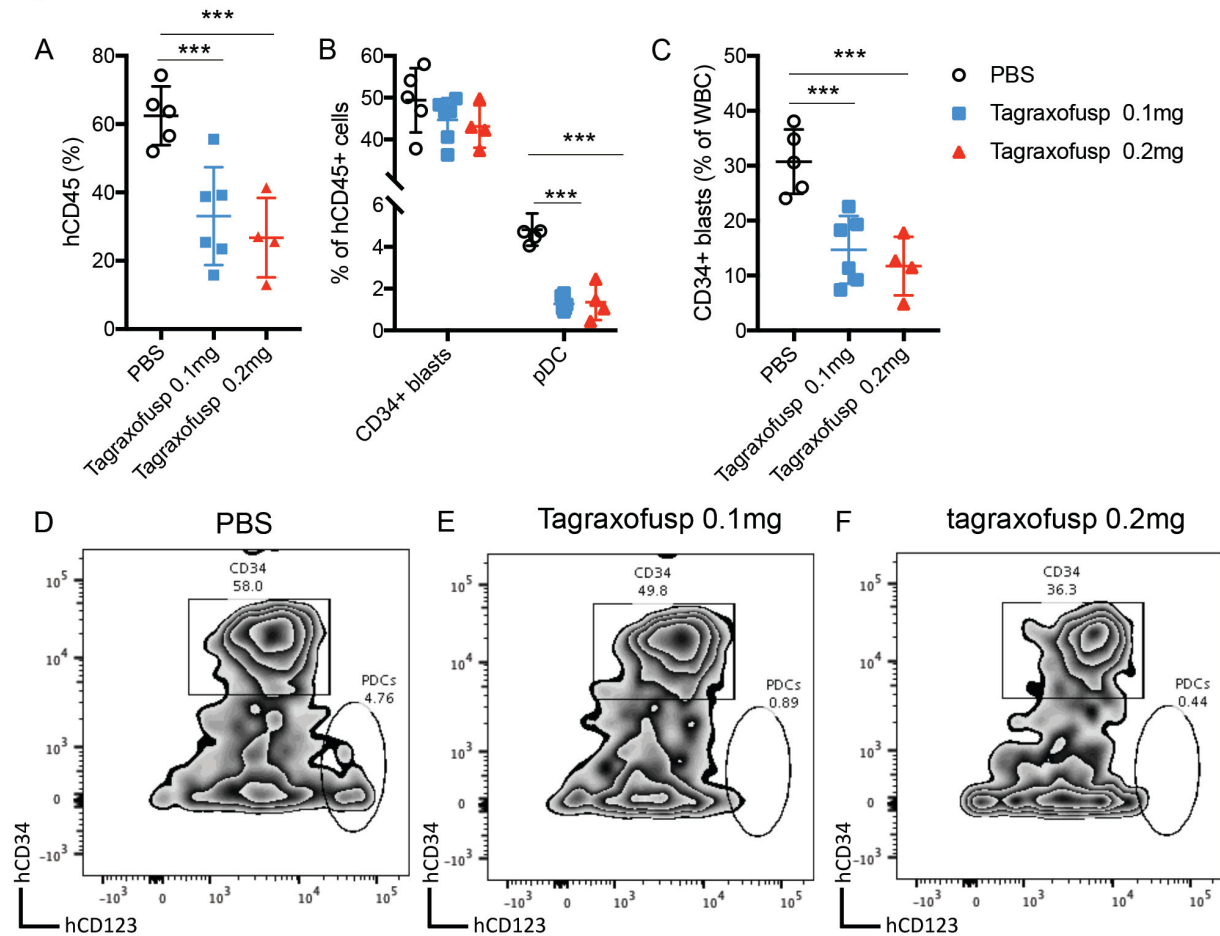 A
***
***
hCD45 (%)
80
60
40
20
0
PBS
Tagraxofusp 0.1mg
Tagraxofusp 0.2mg
B
% of hCD45+ cells
60
50
40
6
4
2
0
***
***
CD34+ blasts
pDC
C
CD34+ blasts (% of WBC)
50
40
30
20
10
0
***
***
PBS
Tagraxofusp 0.1mg
Tagraxofusp 0.2mg
PBS
Tagraxofusp 0.1mg
Tagraxofusp 0.2mg
D
PBS
CD34
58.0
PDCs
4.76
10^5
10^4
10^3
0
-10^3
-10^3 0 10^3 10^4 10^5
hCD34
hCD123
E
Tagraxofusp 0.1mg
CD34
49.8
PDCs
0.89
10^5
10^4
10^3
0
-10^3
-10^3 0 10^3 10^4 10^5
hCD34
hCD123
F
tagraxofusp 0.2mg
CD34
36.3
PDCs
0.44
10^5
10^4
10^3
0
-10^3
-10^3 0 10^3 10^4 10^5
hCD34
hCD123